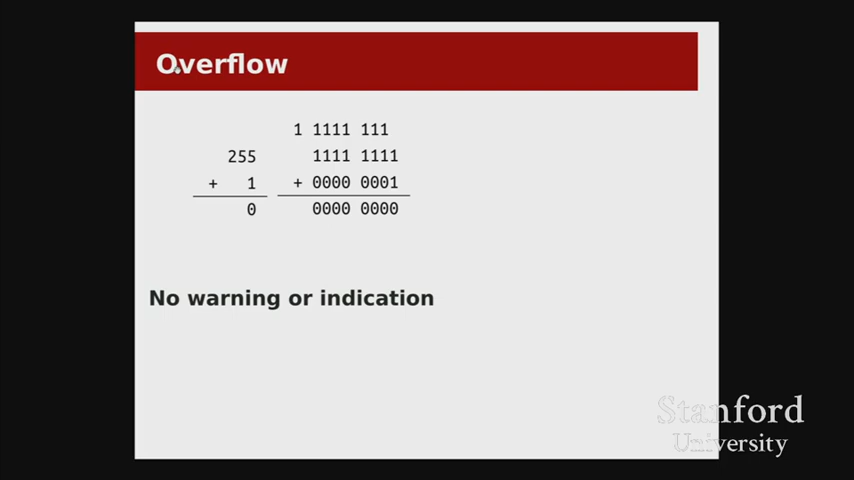 Overflow
1 1111 111
255 1111 1111
+ 1 + 0000 0001
0 0000 0000
No warning or indication
Stanford
University